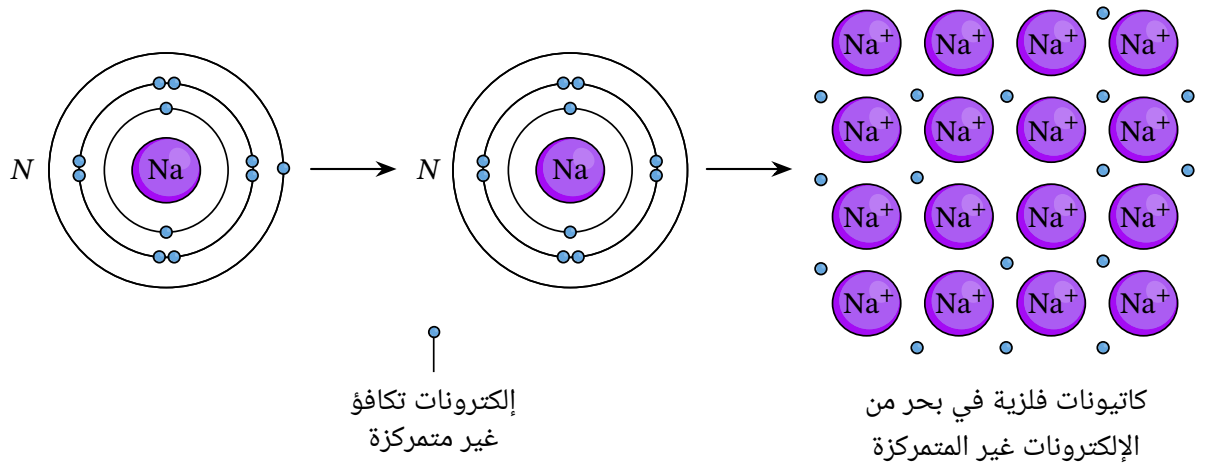 N Na N Na
Na+ Na+ Na+ Na+
Na+ Na+ Na+ Na+
Na+ Na+ Na+ Na+
Na+ Na+ Na+ Na+
إلكترونات تكافؤ
غير متمركزة
كاتيونات فلزية في بحر من
الإلكترونات غير المتمركزة